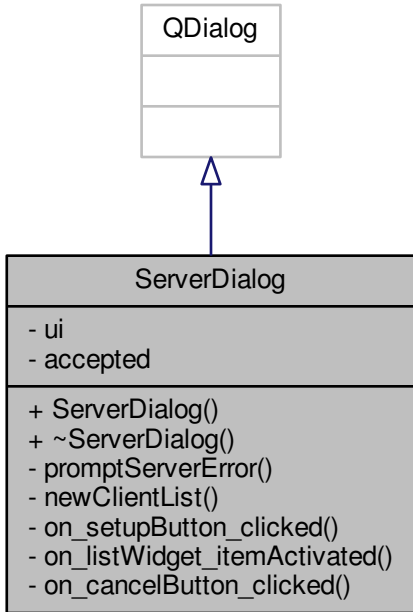 QDialog
ServerDialog
- ui
- accepted
+ ServerDialog()
+ ~ServerDialog()
- promptServerError()
- newClientList()
- on_setupButton_clicked()
- on_listWidget_itemActivated()
- on_cancelButton_clicked()